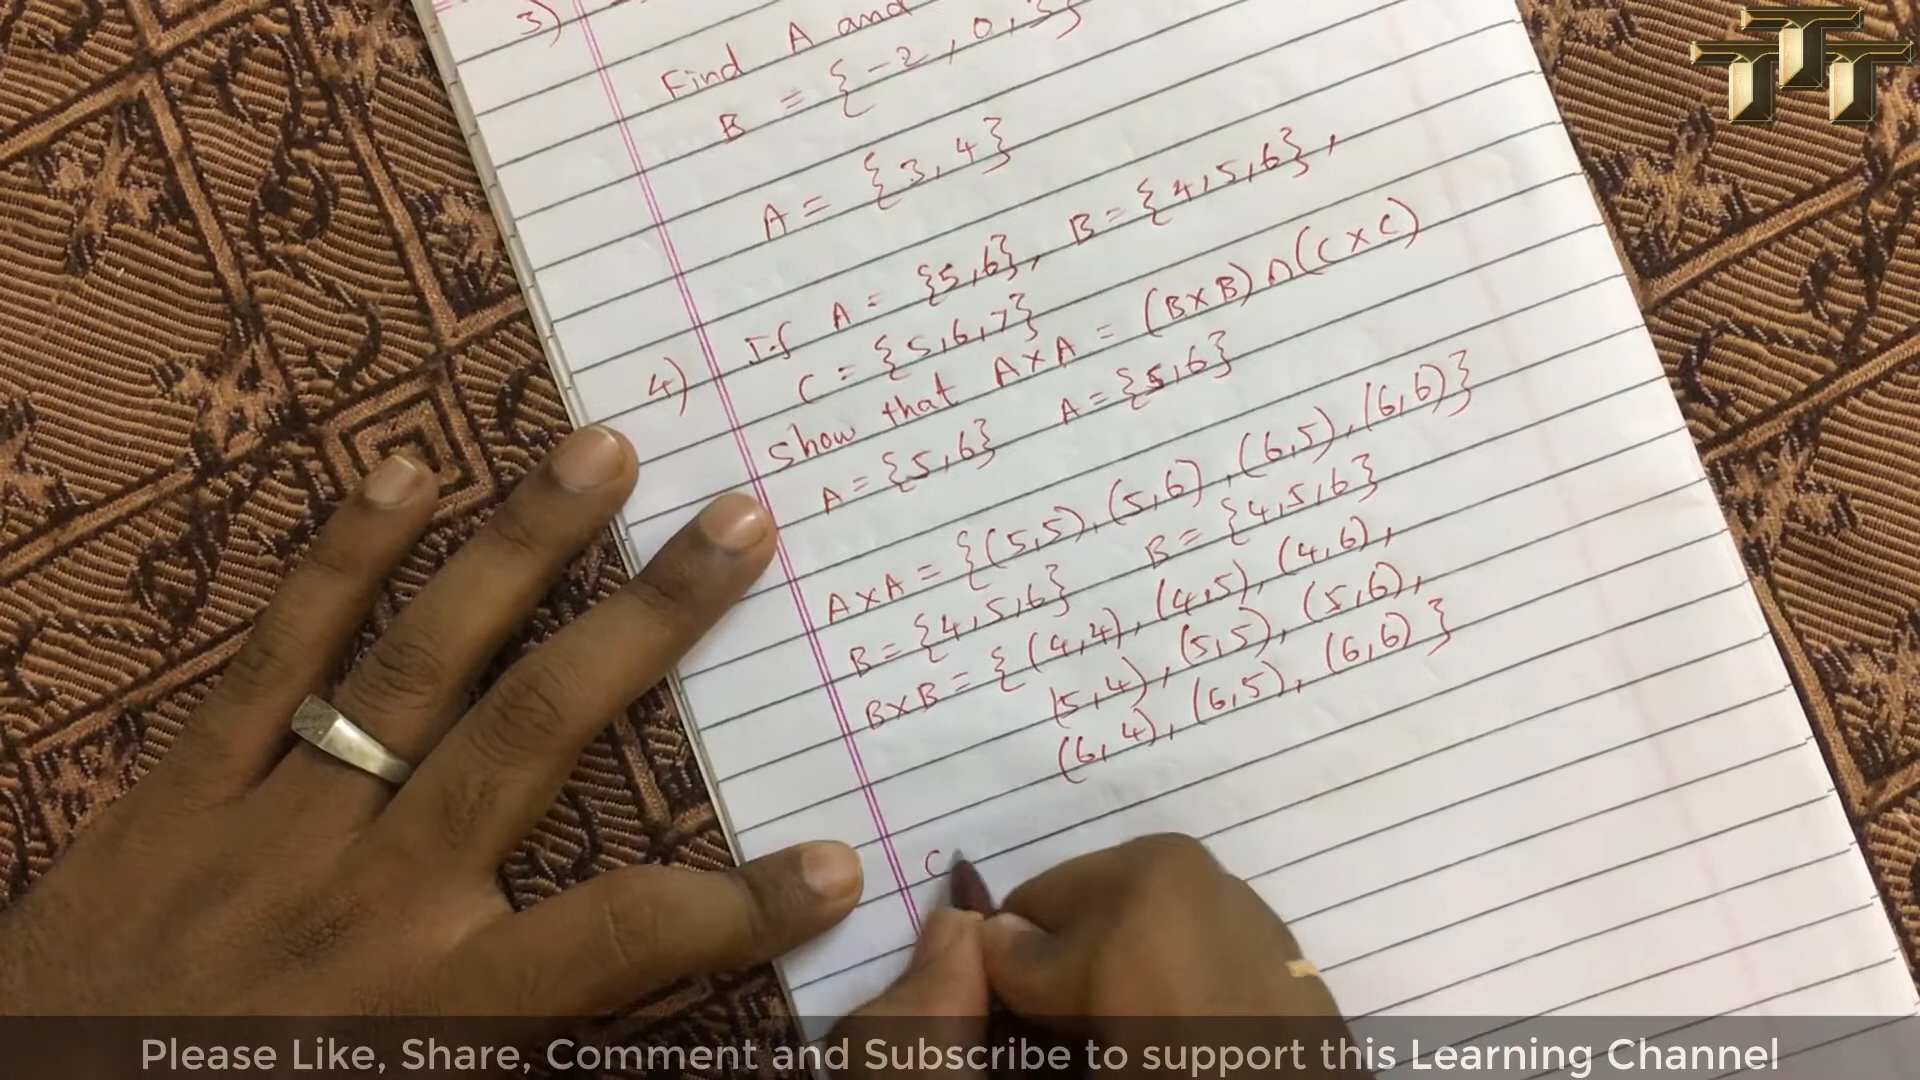 3)
Find A and
B = {-2, 0, 3}
A = {3, 4}
4) If A = {5,6}, B = {4,5,6},
C = {5,6,7}
Show that A×A = (B×B) ∩ (C×C)
A = {5,6} A = {5,6}
A×A = {(5,5), (5,6), (6,5), (6,6)}
B = {4,5,6} B = {4,5,6}
B×B = {(4,4), (4,5), (4,6),
(5,4), (5,5), (5,6),
(6,4), (6,5), (6,6)}
C
TTT
Please Like, Share, Comment and Subscribe to support this Learning Channel